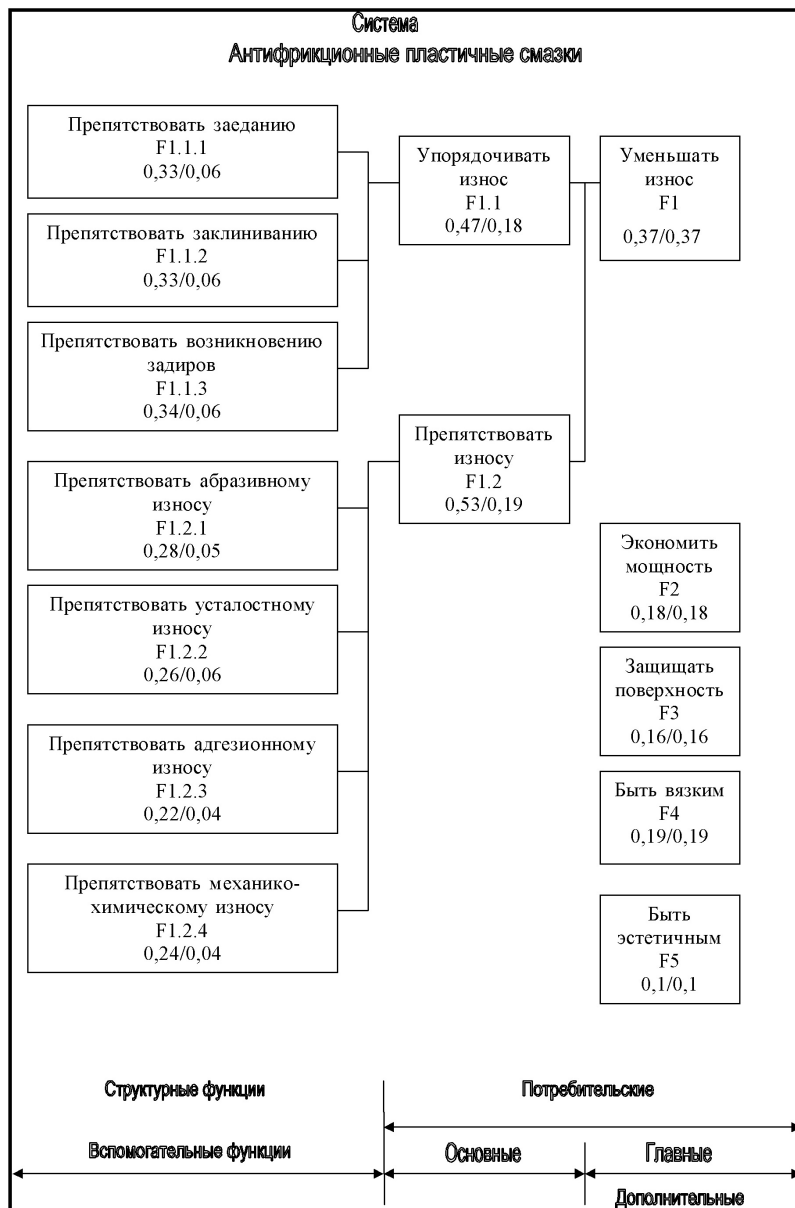 Система
Антифрикционные пластичные смазки
Препятствовать заеданию
F1.1.1
0,33/0,06
Препятствовать заклиниванию
F1.1.2
0,33/0,06
Препятствовать возникновению
задиров
F1.1.3
0,34/0,06
Препятствовать абразивному
износу
F1.2.1
0,28/0,05
Препятствовать усталостному
износу
F1.2.2
0,26/0,06
Препятствовать адгезионному
износу
F1.2.3
0,22/0,04
Препятствовать механико-
химическому износу
F1.2.4
0,24/0,04
Упорядочивать
износ
F1.1
0,47/0,18
Препятствовать
износу
F1.2
0,53/0,19
Уменьшать
износ
F1
0,37/0,37
Экономить
мощность
F2
0,18/0,18
Защищать
поверхность
F3
0,16/0,16
Быть вязким
F4
0,19/0,19
Быть
эстетичным
F5
0,1/0,1
Структурные функции
Потребительские
Вспомогательные функции
Основные
Главные
Дополнительные